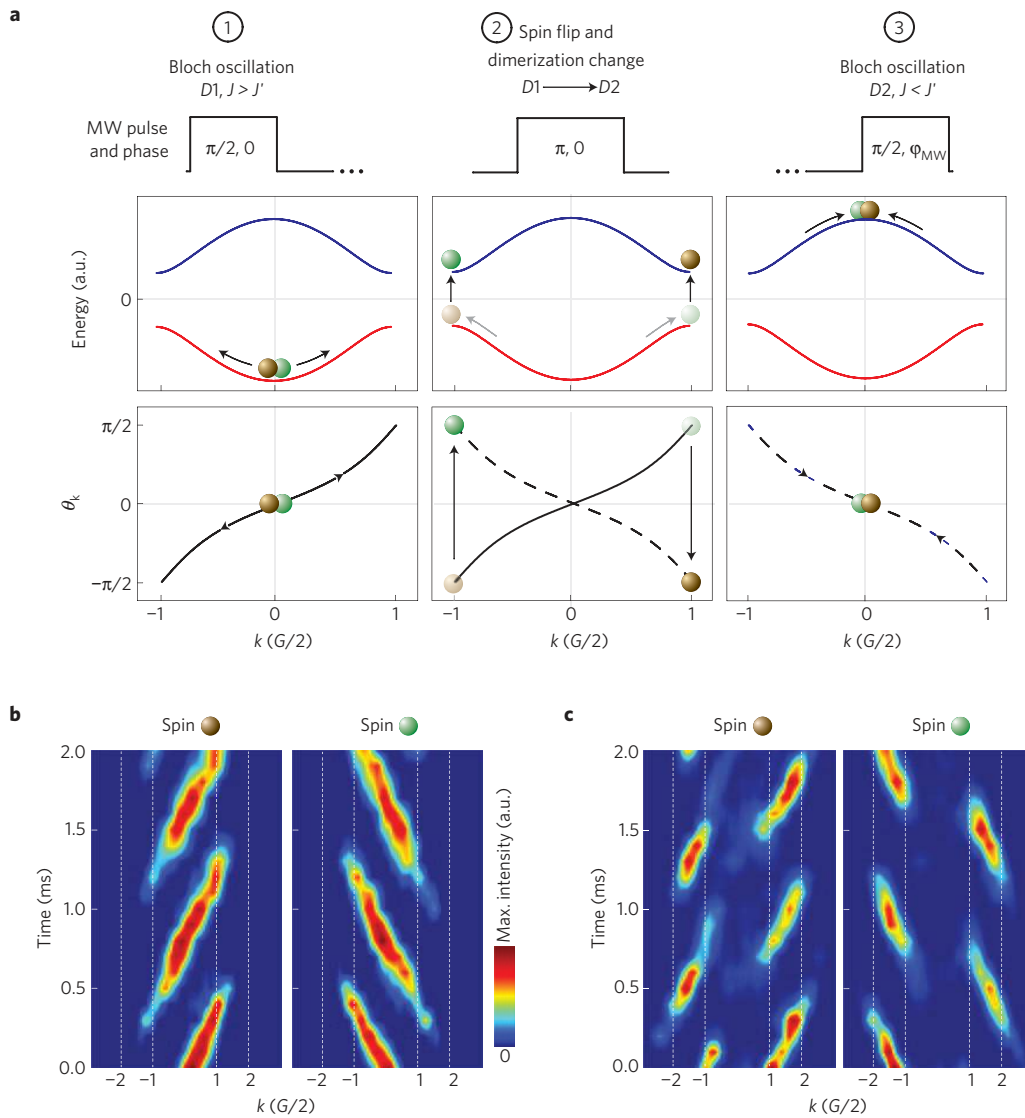 a
1
2 Spin flip and
3
Bloch oscillation
dimerization change
Bloch oscillation
D1, J > J'
D1 → D2
D2, J < J'
MW pulse
and phase
π/2, 0
π, 0
π/2, φMW
Energy (a.u.)
0
θk
π/2
0
−π/2
−1 0 1
−1 0 1
−1 0 1
k (G/2)
k (G/2)
k (G/2)
b
Spin
Spin
Time (ms)
2.0
1.5
1.0
0.5
0.0
−2 −1 1 2
−2 −1 1 2
k (G/2)
Max. intensity (a.u.)
0
c
Spin
Spin
Time (ms)
2.0
1.5
1.0
0.5
0.0
−2 −1 1 2
−2 −1 1 2
k (G/2)